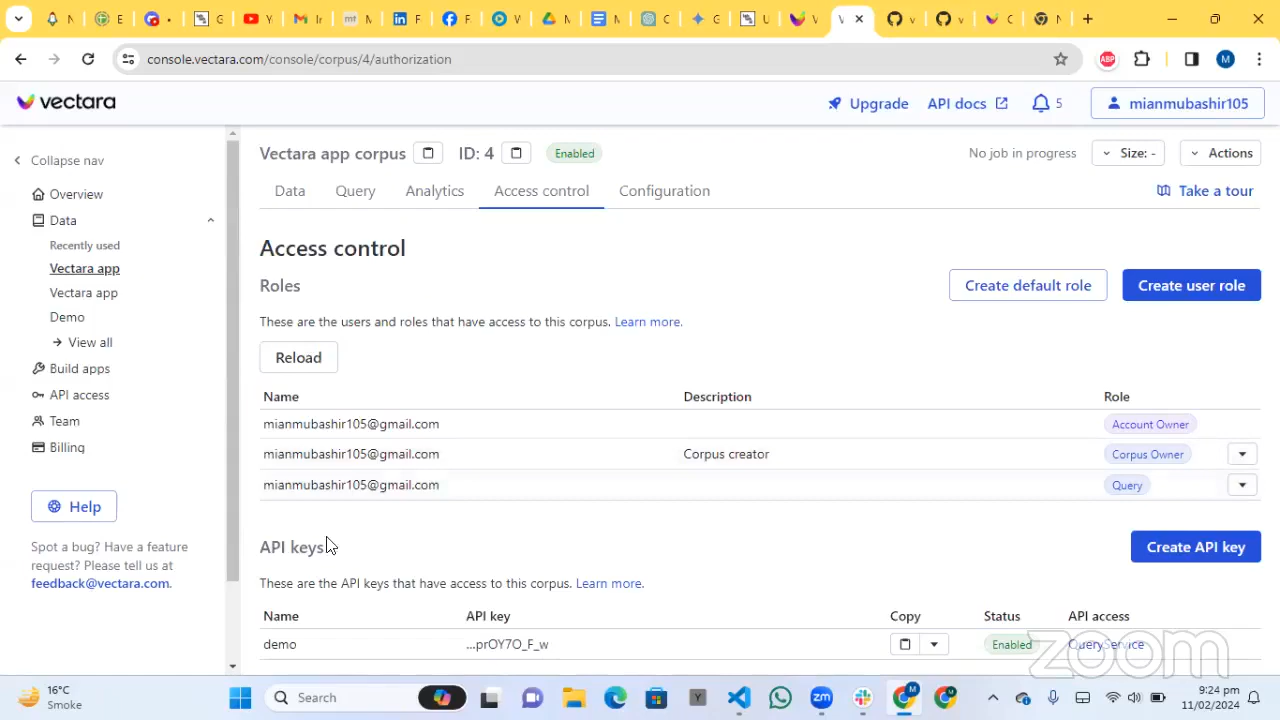 console.vectara.com/console/corpus/4/authorization
ABP
M
vectara
Upgrade
API docs
5
mianmubashir105
Collapse nav
Overview
Data
Recently used
Vectara app
Vectara app
Demo
View all
Build apps
API access
Team
Billing
Help
Spot a bug? Have a feature
request? Please tell us at
feedback@vectara.com.
Vectara app corpus
ID: 4
Enabled
No job in progress
Size: -
Actions
Data
Query
Analytics
Access control
Configuration
Take a tour
Access control
Roles
Create default role
Create user role
These are the users and roles that have access to this corpus. Learn more.
Reload
Name Description Role
mianmubashir105@gmail.com Account Owner
mianmubashir105@gmail.com Corpus creator Corpus Owner
mianmubashir105@gmail.com Query
API keys
Create API key
These are the API keys that have access to this corpus. Learn more.
Name API key Copy Status API access
demo ...prOY7O_F_w Enabled QueryService
zoom
16°C
Smoke
Search
9:24 pm
11/02/2024